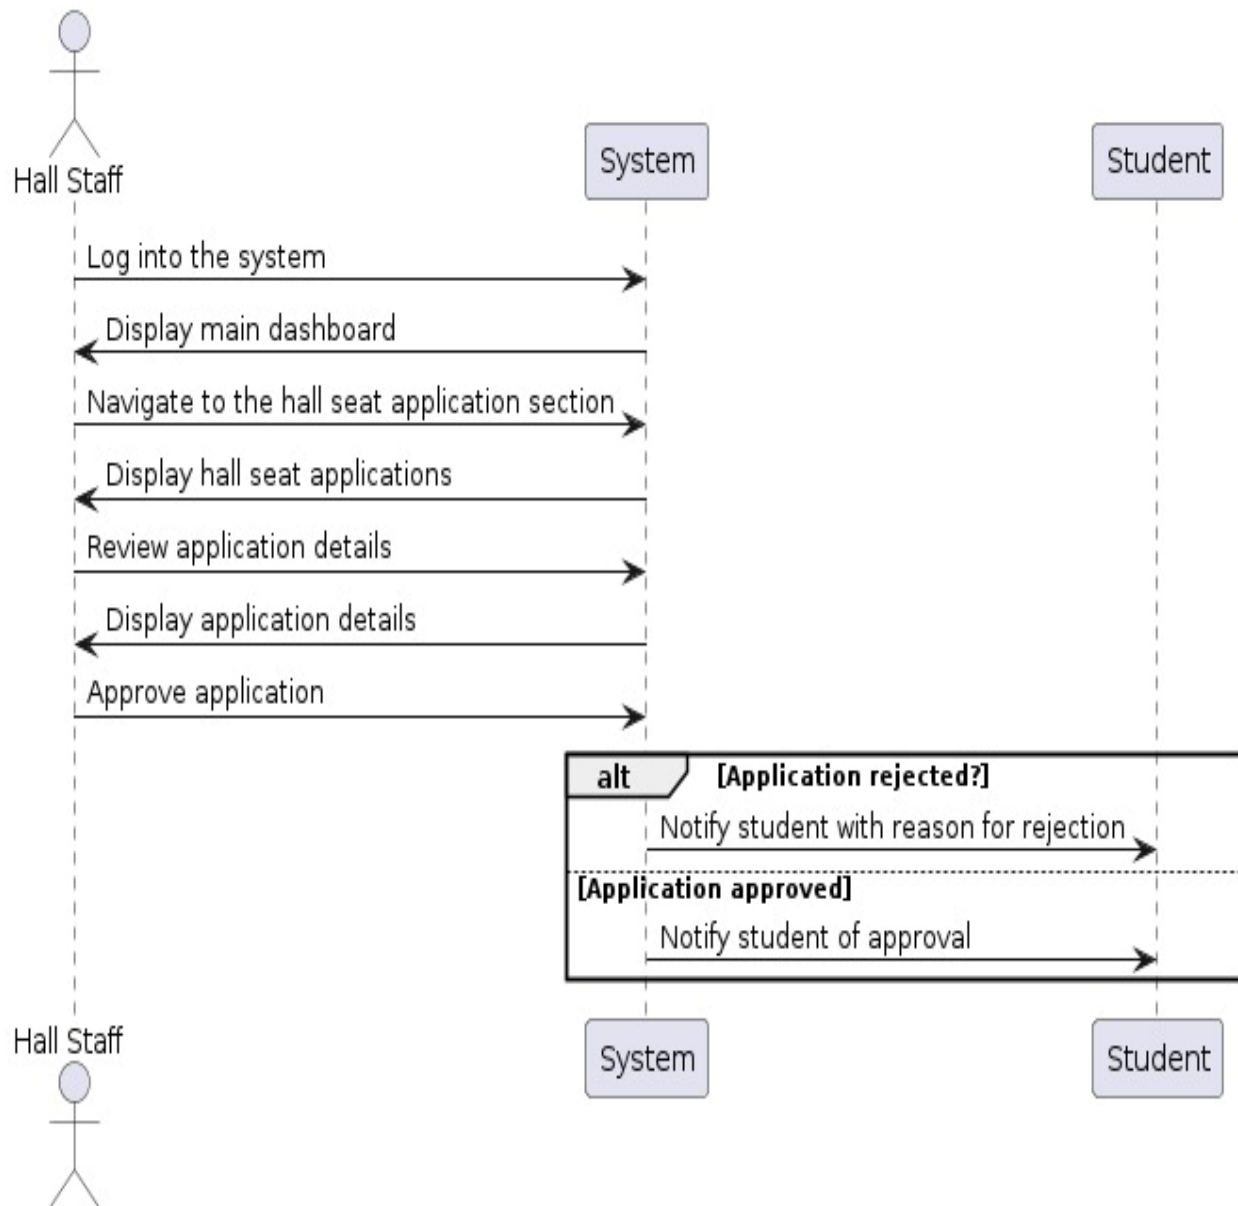 Hall Staff
System
Student
Log into the system
Display main dashboard
Navigate to the hall seat application section
Display hall seat applications
Review application details
Display application details
Approve application
alt [Application rejected?]
Notify student with reason for rejection
[Application approved]
Notify student of approval
Hall Staff
System
Student